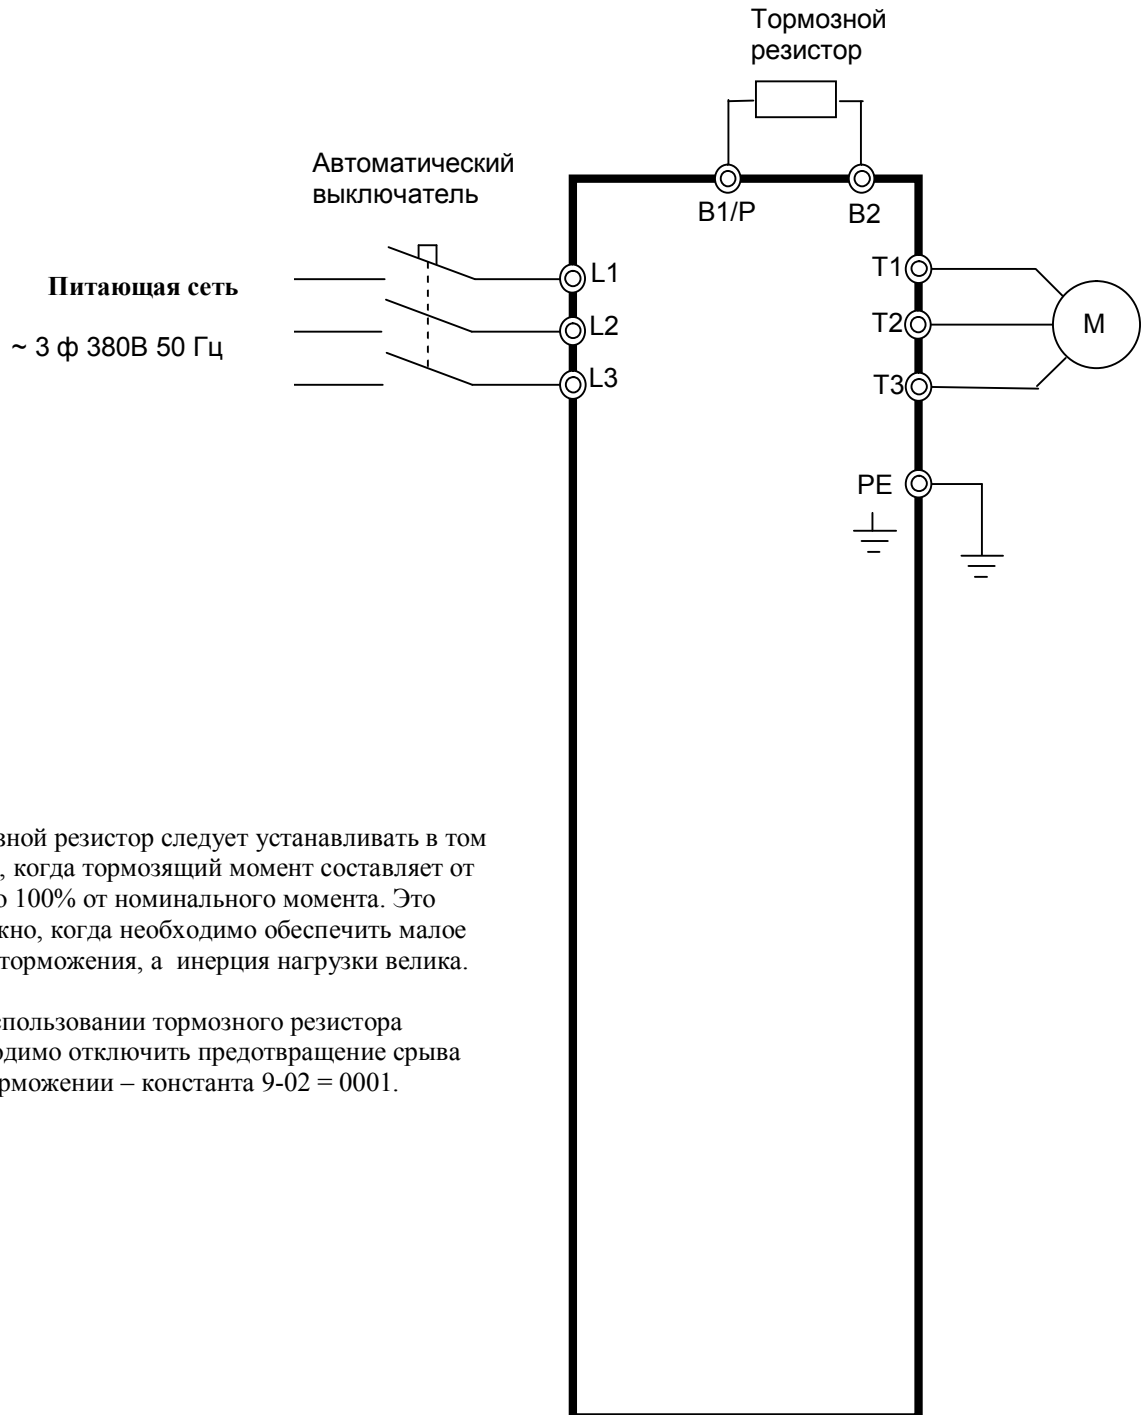 Тормозной
резистор
Автоматический
выключатель
B1/P
B2
Питающая сеть
~ 3 ф 380В 50 Гц
L1
L2
L3
T1
T2
T3
M
PE
зной резистор следует устанавливать в том
, когда тормозящий момент составляет от
о 100% от номинального момента. Это
жно, когда необходимо обеспечить малое
торможения, а инерция нагрузки велика.
спользовании тормозного резистора
одимо отключить предотвращение срыва
рможении – константа 9-02 = 0001.